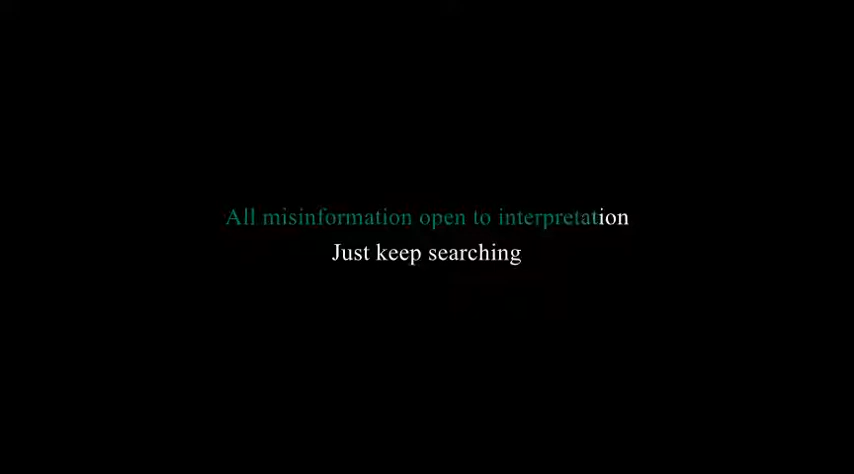 All misinformation open to interpretation
Just keep searching